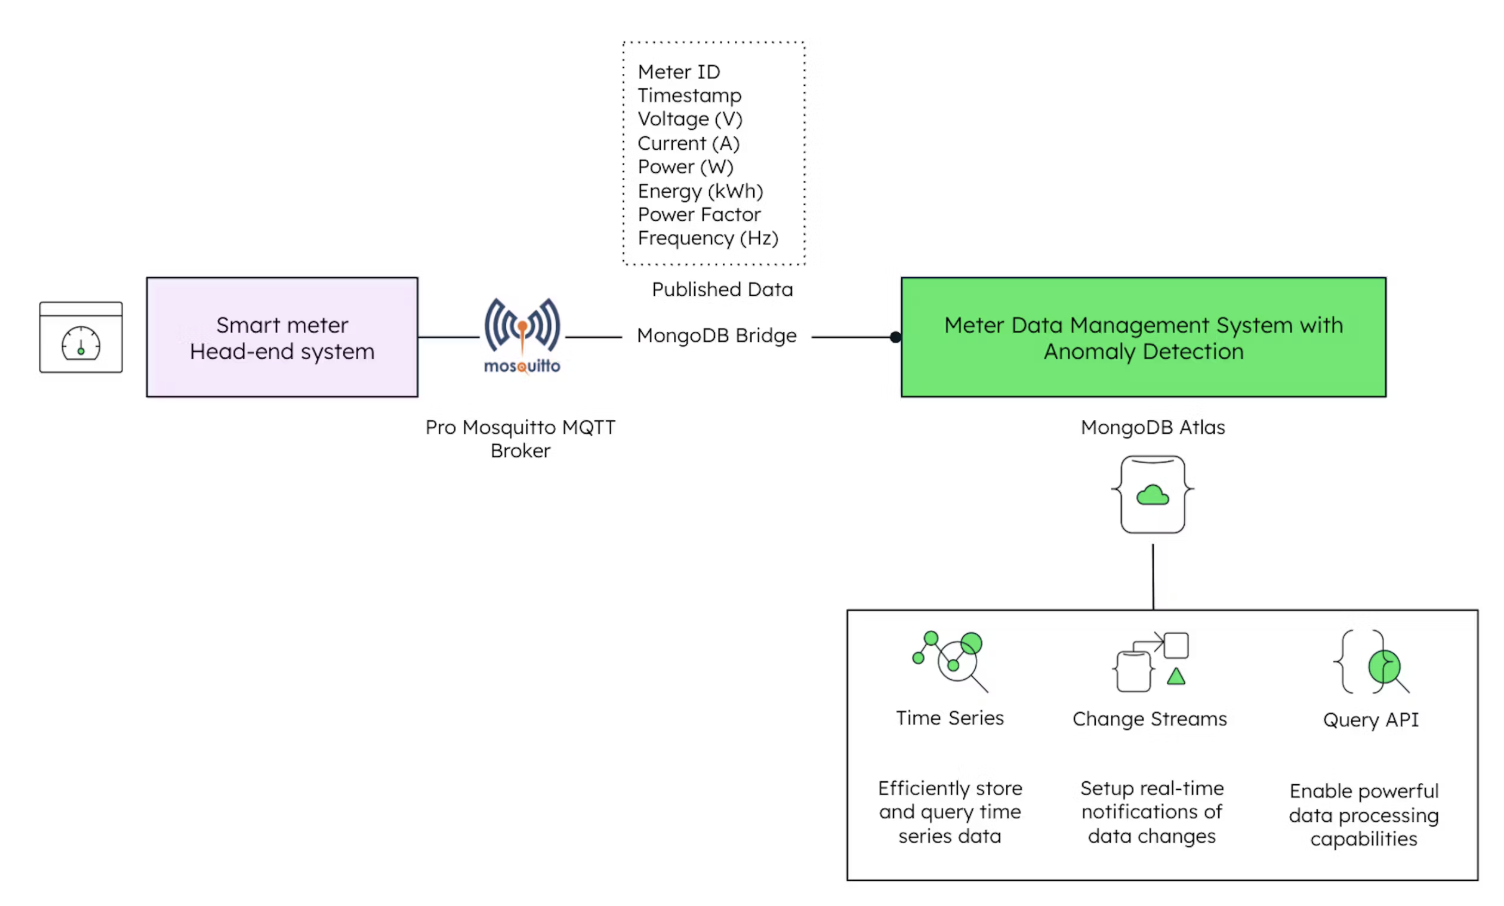 Meter ID
Timestamp
Voltage (V)
Current (A)
Power (W)
Energy (kWh)
Power Factor
Frequency (Hz)
Published Data
Smart meter
Head-end system
mosquitto
MongoDB Bridge
Meter Data Management System with
Anomaly Detection
Pro Mosquitto MQTT
Broker
MongoDB Atlas
Time Series
Change Streams
Query API
Efficiently store
and query time
series data
Setup real-time
notifications of
data changes
Enable powerful
data processing
capabilities